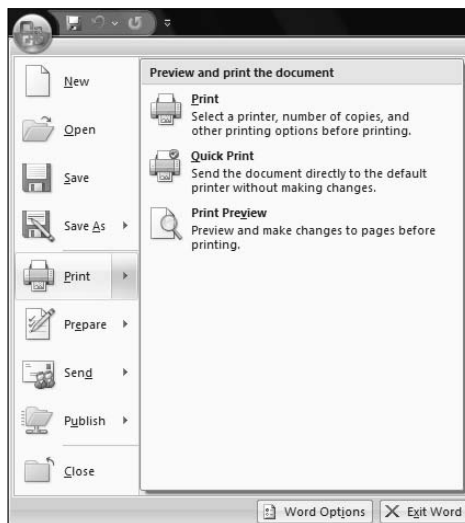 New
Open
Save
Save As
Print
Prepare
Send
Publish
Close
Preview and print the document
Print
Select a printer, number of copies, and
other printing options before printing.
Quick Print
Send the document directly to the default
printer without making changes.
Print Preview
Preview and make changes to pages before
printing.
Word Options
Exit Word